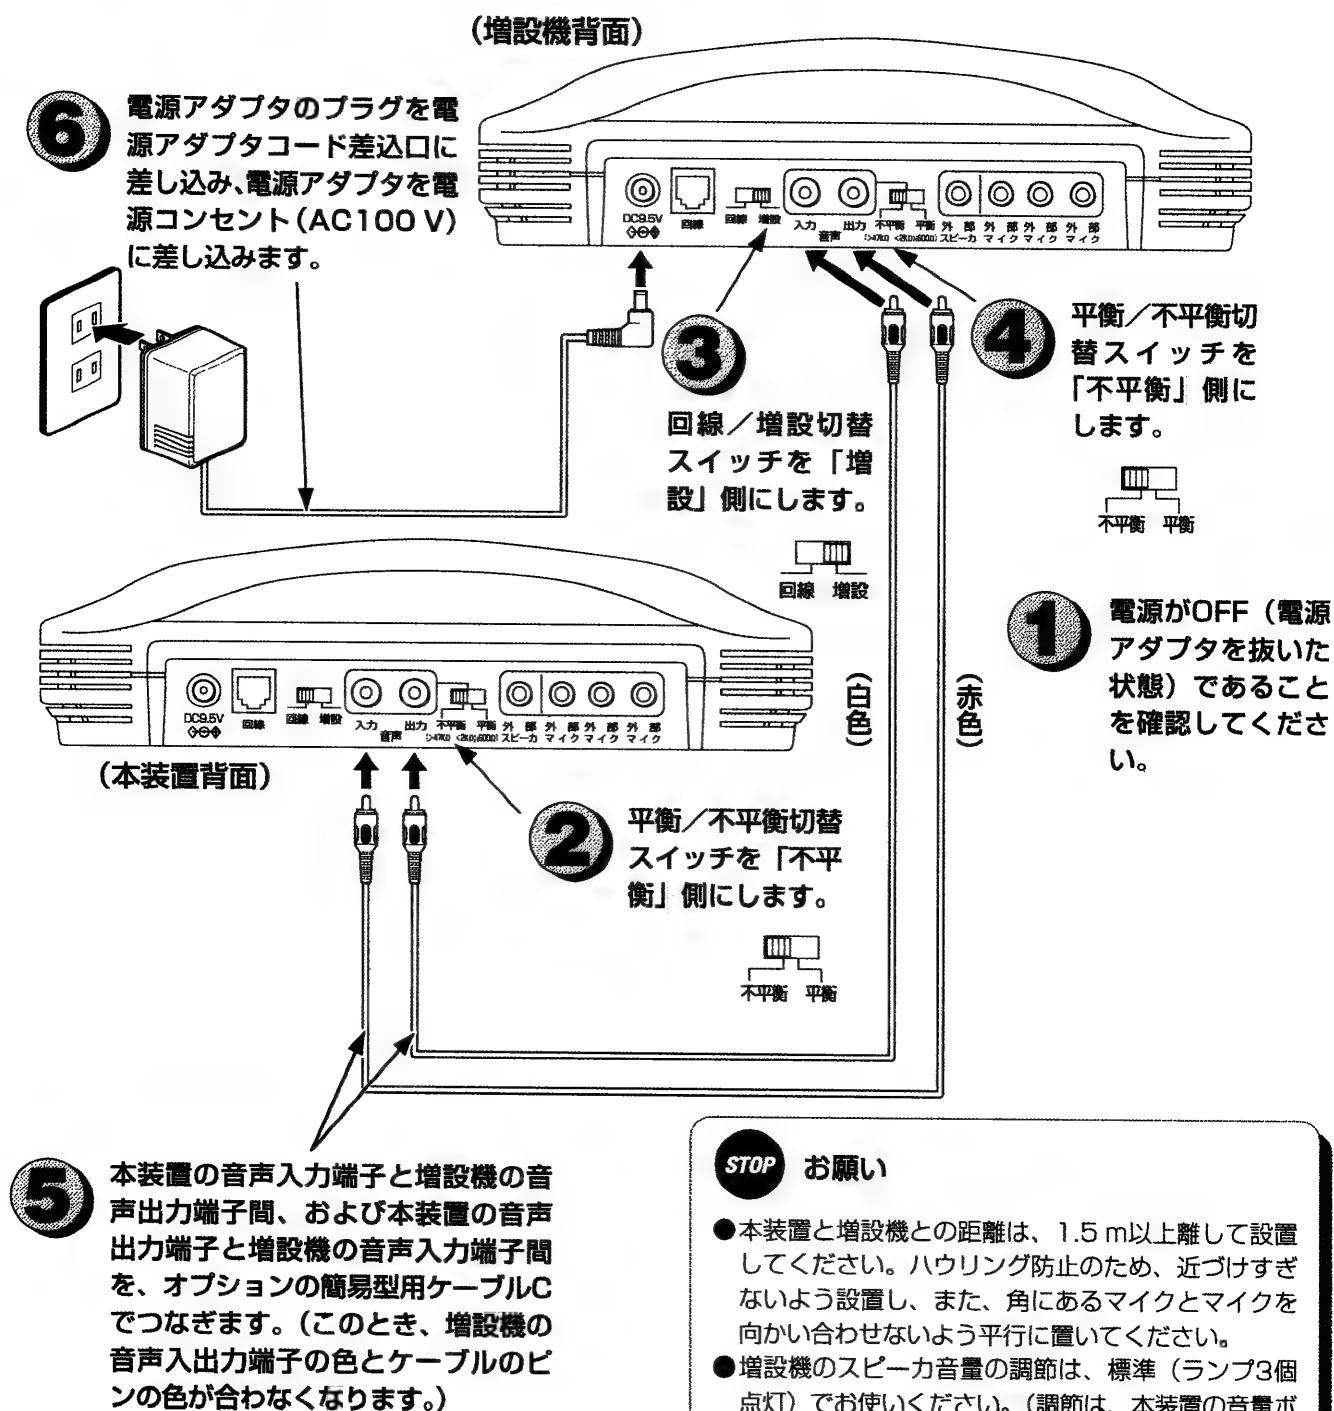 (増設機背面)
6
電源アダプタのプラグを電
源アダプタコード差込口に
差し込み、電源アダプタを電
源コンセント(AC100 V)
に差し込みます。
DC9.5V
回線
回線 増設
入力 出力
音声
不平衡 平衡
外部スピーカ
外部マイク
外部マイク
外部マイク
3
回線/増設切替
スイッチを「増
設」側にします。
回線 増設
4
平衡/不平衡切
替スイッチを
「不平衡」側に
します。
不平衡 平衡
1
電源がOFF(電源
アダプタを抜いた
状態)であること
を確認してくださ
い。
(白色)
(赤色)
DC9.5V
回線
回線 増設
入力 出力
音声
不平衡 平衡
外部スピーカ
外部マイク
外部マイク
外部マイク
(本装置背面)
2
平衡/不平衡切替
スイッチを「不平
衡」側にします。
不平衡 平衡
5
本装置の音声入力端子と増設機の音
声出力端子間、および本装置の音声
出力端子と増設機の音声入力端子間
を、オプションの簡易型用ケーブルC
でつなぎます。(このとき、増設機の
音声入出力端子の色とケーブルのピ
ンの色が合わなくなります。)
STOP お願い
●本装置と増設機との距離は、1.5 m以上離して設置
してください。ハウリング防止のため、近づけすぎ
ないよう設置し、また、角にあるマイクとマイクを
向かい合わせないよう平行に置いてください。
●増設機のスピーカ音量の調節は、標準(ランプ3個
点灯)でお使いください。(調節は、本装置の音量ボ